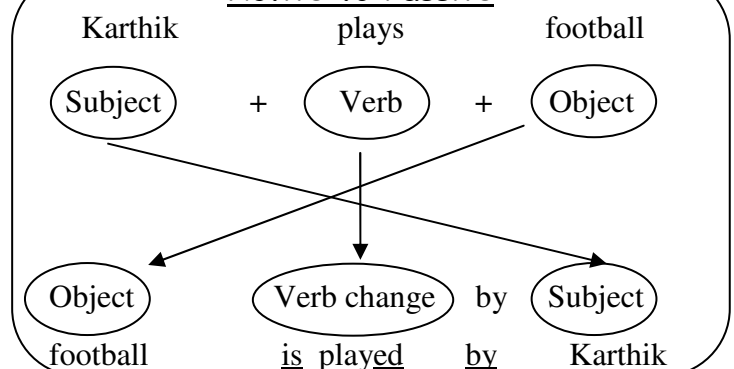 Karthik plays football
Subject + Verb + Object
Object Verb change by Subject
football is played by Karthik